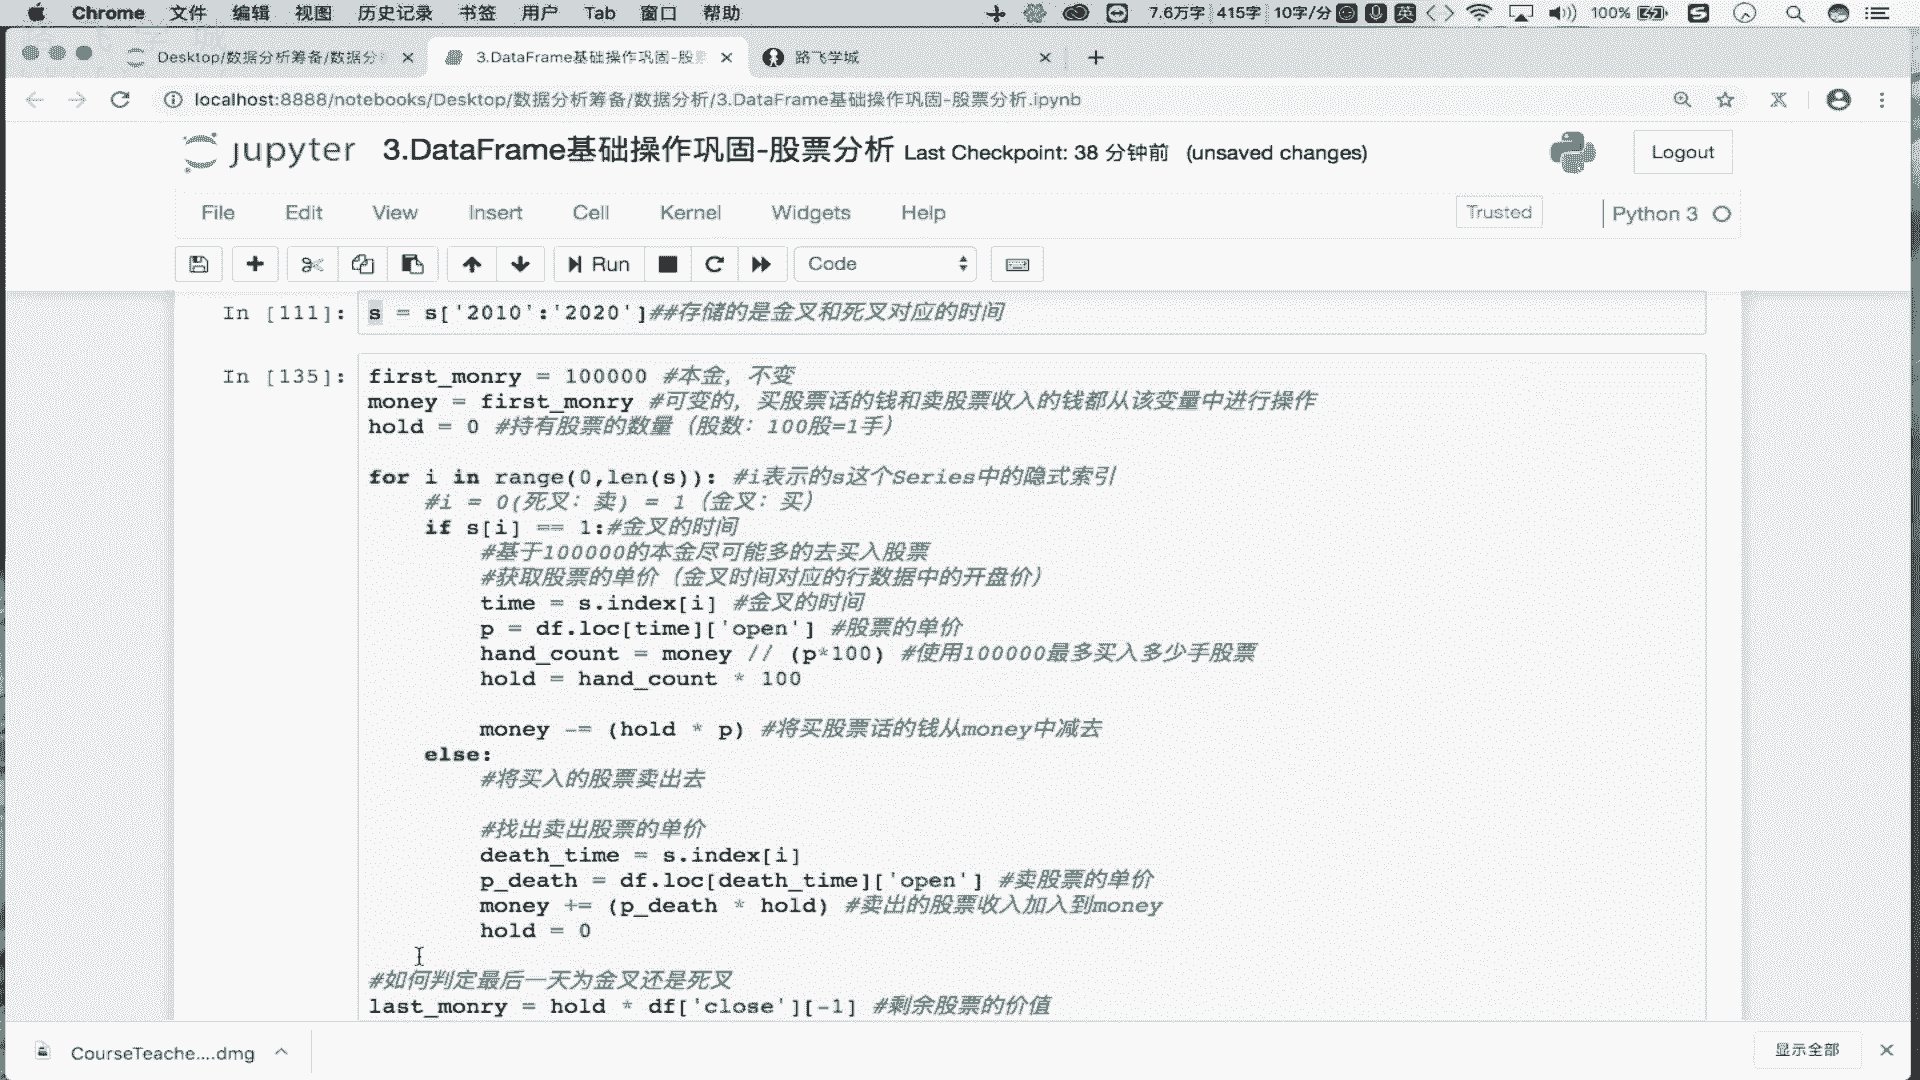 Chrome 文件 编辑 视图 历史记录 书签 用户 Tab 窗口 帮助 7.6万字 415字 10字/分 英 100%
Desktop/数据分析筹备/数据分 3.DataFrame基础操作巩固-股 路飞学城
localhost:8888/notebooks/Desktop/数据分析筹备/数据分析/3.DataFrame基础操作巩固-股票分析.ipynb
jupyter 3.DataFrame基础操作巩固-股票分析 Last Checkpoint: 38 分钟前 (unsaved changes) Logout
File Edit View Insert Cell Kernel Widgets Help Trusted Python 3
Run Code
In [111]: s = s['2010':'2020']##存储的是金叉和死叉对应的时间
In [135]: first_monry = 100000 #本金，不变
money = first_monry #可变的，买股票话的钱和卖股票收入的钱都从该变量中进行操作
hold = 0 #持有股票的数量（股数：100股=1手）
for i in range(0,len(s)): #i表示的s这个Series中的隐式索引
#i = 0(死叉：卖) = 1（金叉：买）
if s[i] == 1:#金叉的时间
#基于100000的本金尽可能多的去买入股票
#获取股票的单价（金叉时间对应的行数据中的开盘价）
time = s.index[i] #金叉的时间
p = df.loc[time]['open'] #股票的单价
hand_count = money // (p*100) #使用100000最多买入多少手股票
hold = hand_count * 100
money -= (hold * p) #将买股票话的钱从money中减去
else:
#将买入的股票卖出去
#找出卖出股票的单价
death_time = s.index[i]
p_death = df.loc[death_time]['open'] #卖股票的单价
money += (p_death * hold) #卖出的股票收入加入到money
hold = 0
#如何判定最后一天为金叉还是死叉
last_monry = hold * df['close'][-1] #剩余股票的价值
CourseTeache....dmg 显示全部